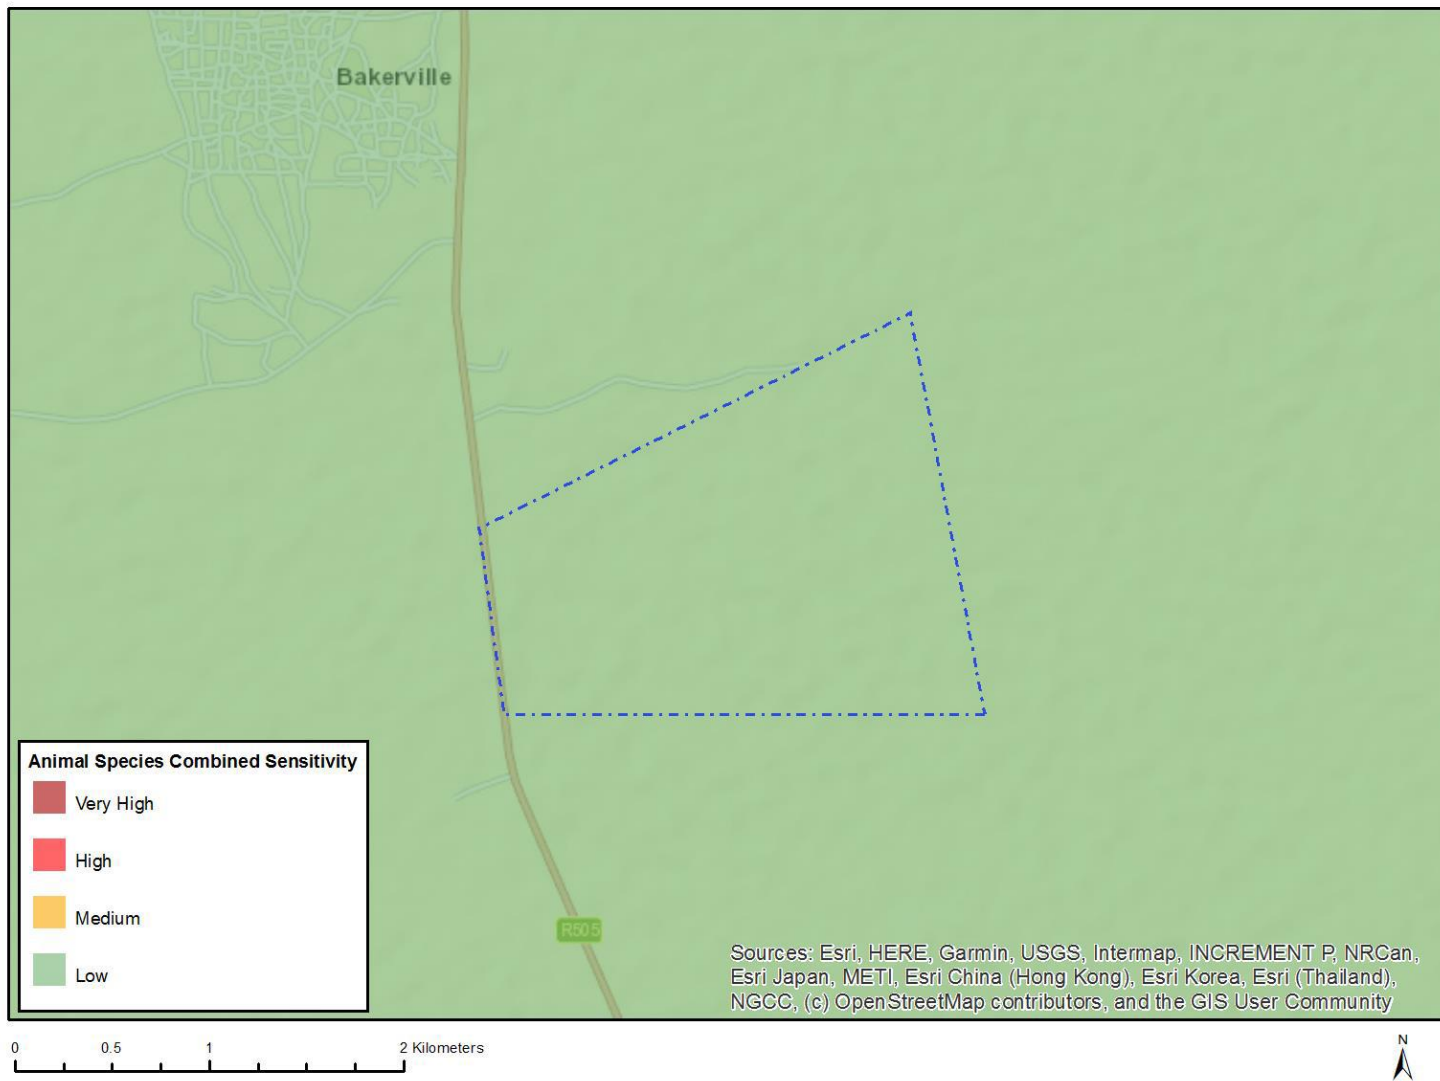 Bakerville
Animal Species Combined Sensitivity
Very High
High
Medium
Low
R505
Sources: Esri, HERE, Garmin, USGS, Intermap, INCREMENT P, NRCan,
Esri Japan, METI, Esri China (Hong Kong), Esri Korea, Esri (Thailand),
NGCC, (c) OpenStreetMap contributors, and the GIS User Community
0 0.5 1 2 Kilometers
N